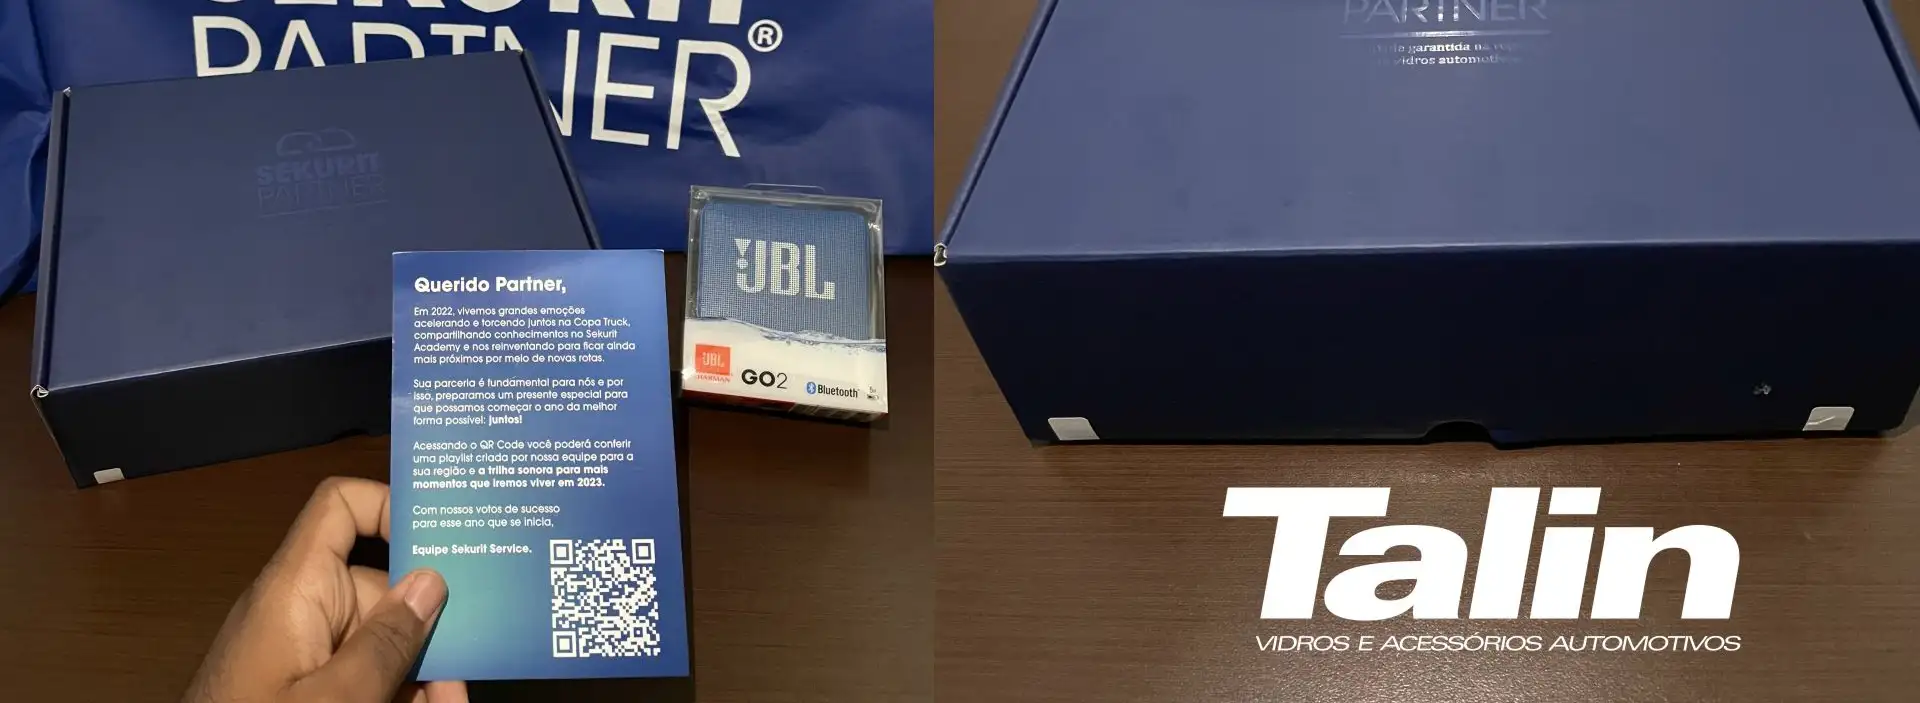 SEKURIT
PARTNER®
SEKURIT
PARTNER
Querido Partner,
Em 2022, vivemos grandes emoções
acelerando e torcendo juntos na Copa Truck,
compartilhando conhecimentos no Sekurit
Academy e nos reinventando para ficar ainda
mais próximos por meio de novas rotas.
Sua parceria é fundamental para nós e por
isso, preparamos um presente especial para
que possamos começar o ano da melhor
forma possível: juntos!
Acessando o QR Code você poderá conferir
uma playlist criada por nossa equipe para a
sua região e a trilha sonora para mais
momentos que iremos viver em 2023.
Com nossos votos de sucesso
para esse ano que se inicia,
Equipe Sekurit Service.
JBL
JBL
HARMAN
GO2
Bluetooth
PARTNER
garantida na
vidros
Talin
VIDROS E ACESSÓRIOS AUTOMOTIVOS